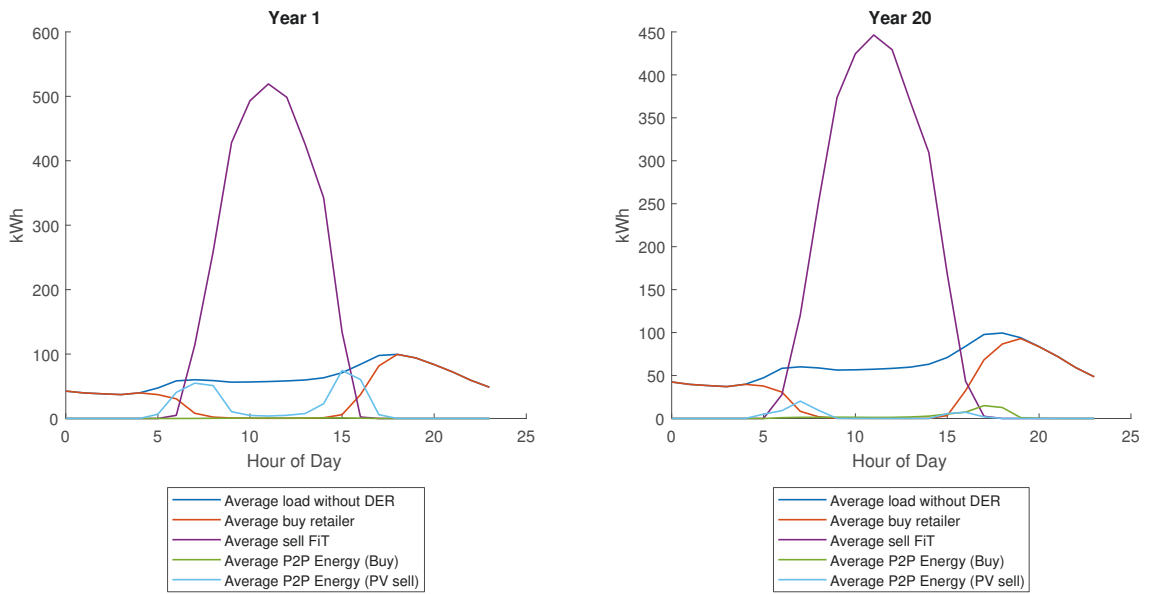 Year 1
600
500
400
300
200
100
0
kWh
0 5 10 15 20 25
Hour of Day
Average load without DER
Average buy retailer
Average sell FiT
Average P2P Energy (Buy)
Average P2P Energy (PV sell)
Year 20
450
400
350
300
250
200
150
100
50
0
kWh
0 5 10 15 20 25
Hour of Day
Average load without DER
Average buy retailer
Average sell FiT
Average P2P Energy (Buy)
Average P2P Energy (PV sell)